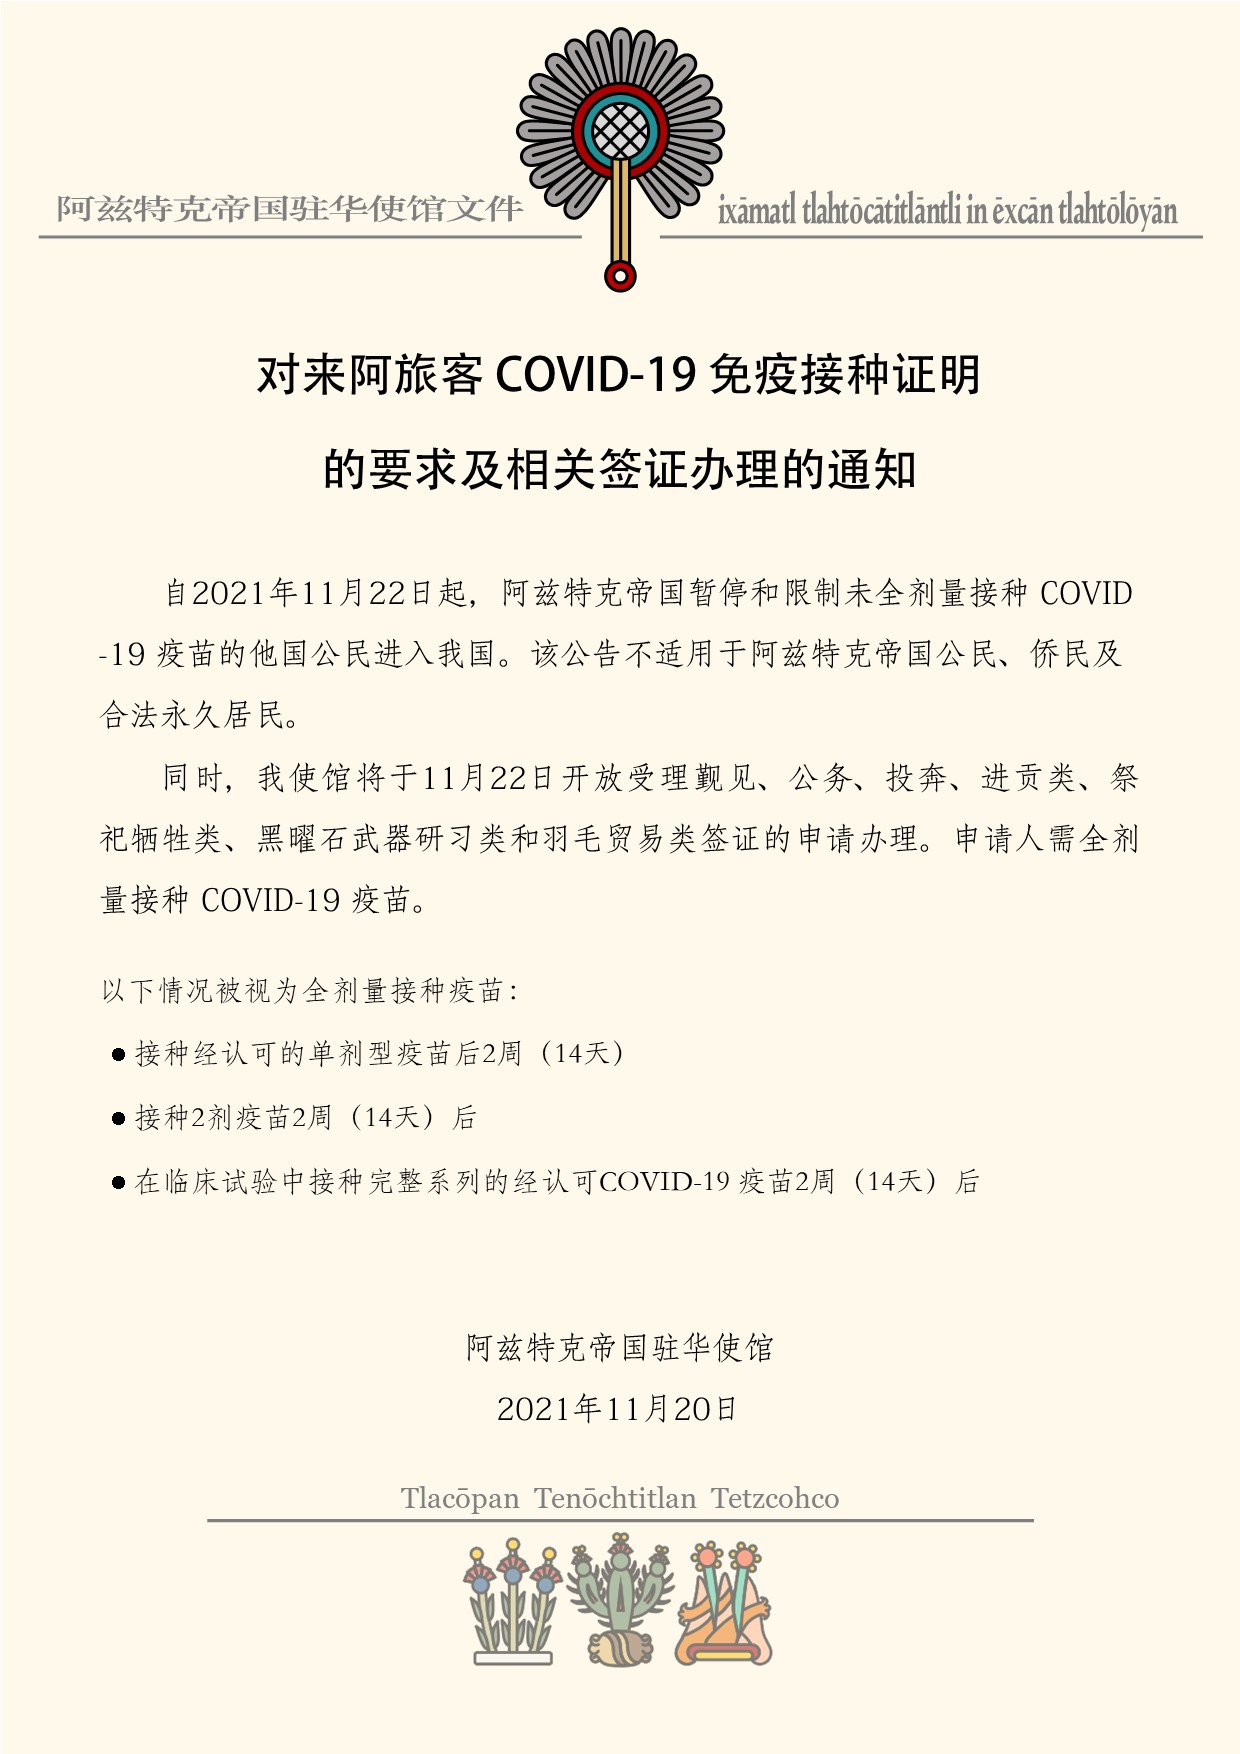 阿兹特克帝国驻华使馆文件
ixāmatl tlahtōcātitlāntli in ēxcān tlahtōlōyān
对来阿旅客 COVID-19 免疫接种证明
的要求及相关签证办理的通知
自2021年11月22日起，阿兹特克帝国暂停和限制未全剂量接种 COVID
-19 疫苗的他国公民进入我国。该公告不适用于阿兹特克帝国公民、侨民及
合法永久居民。
同时，我使馆将于11月22日开放受理觐见、公务、投奔、进贡类、祭
祀牺牲类、黑曜石武器研习类和羽毛贸易类签证的申请办理。申请人需全剂
量接种 COVID-19 疫苗。
以下情况被视为全剂量接种疫苗：
●接种经认可的单剂型疫苗后2周（14天）
●接种2剂疫苗2周（14天）后
●在临床试验中接种完整系列的经认可COVID-19 疫苗2周（14天）后
阿兹特克帝国驻华使馆
2021年11月20日
Tlacōpan Tenōchtitlan Tetzcohco